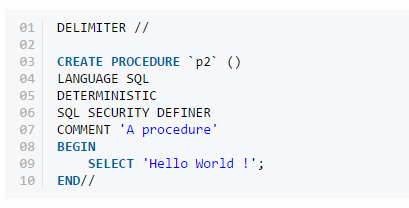 01 DELIMITER //
02
03 CREATE PROCEDURE `p2` ()
04 LANGUAGE SQL
05 DETERMINISTIC
06 SQL SECURITY DEFINER
07 COMMENT 'A procedure'
08 BEGIN
09     SELECT 'Hello World !';
10 END//